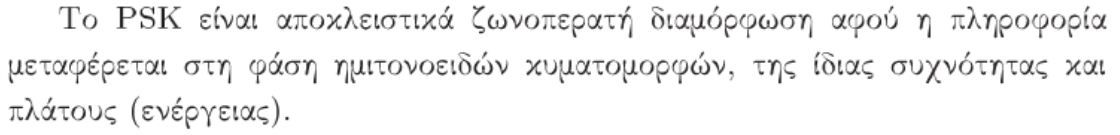 Το PSK είναι αποκλειστικά ζωνοπερατή διαμόρφωση αφού η πληροφορία
μεταφέρεται στη φάση ημιτονοειδών κυματομορφών, της ίδιας συχνότητας και
πλάτους (ενέργειας).